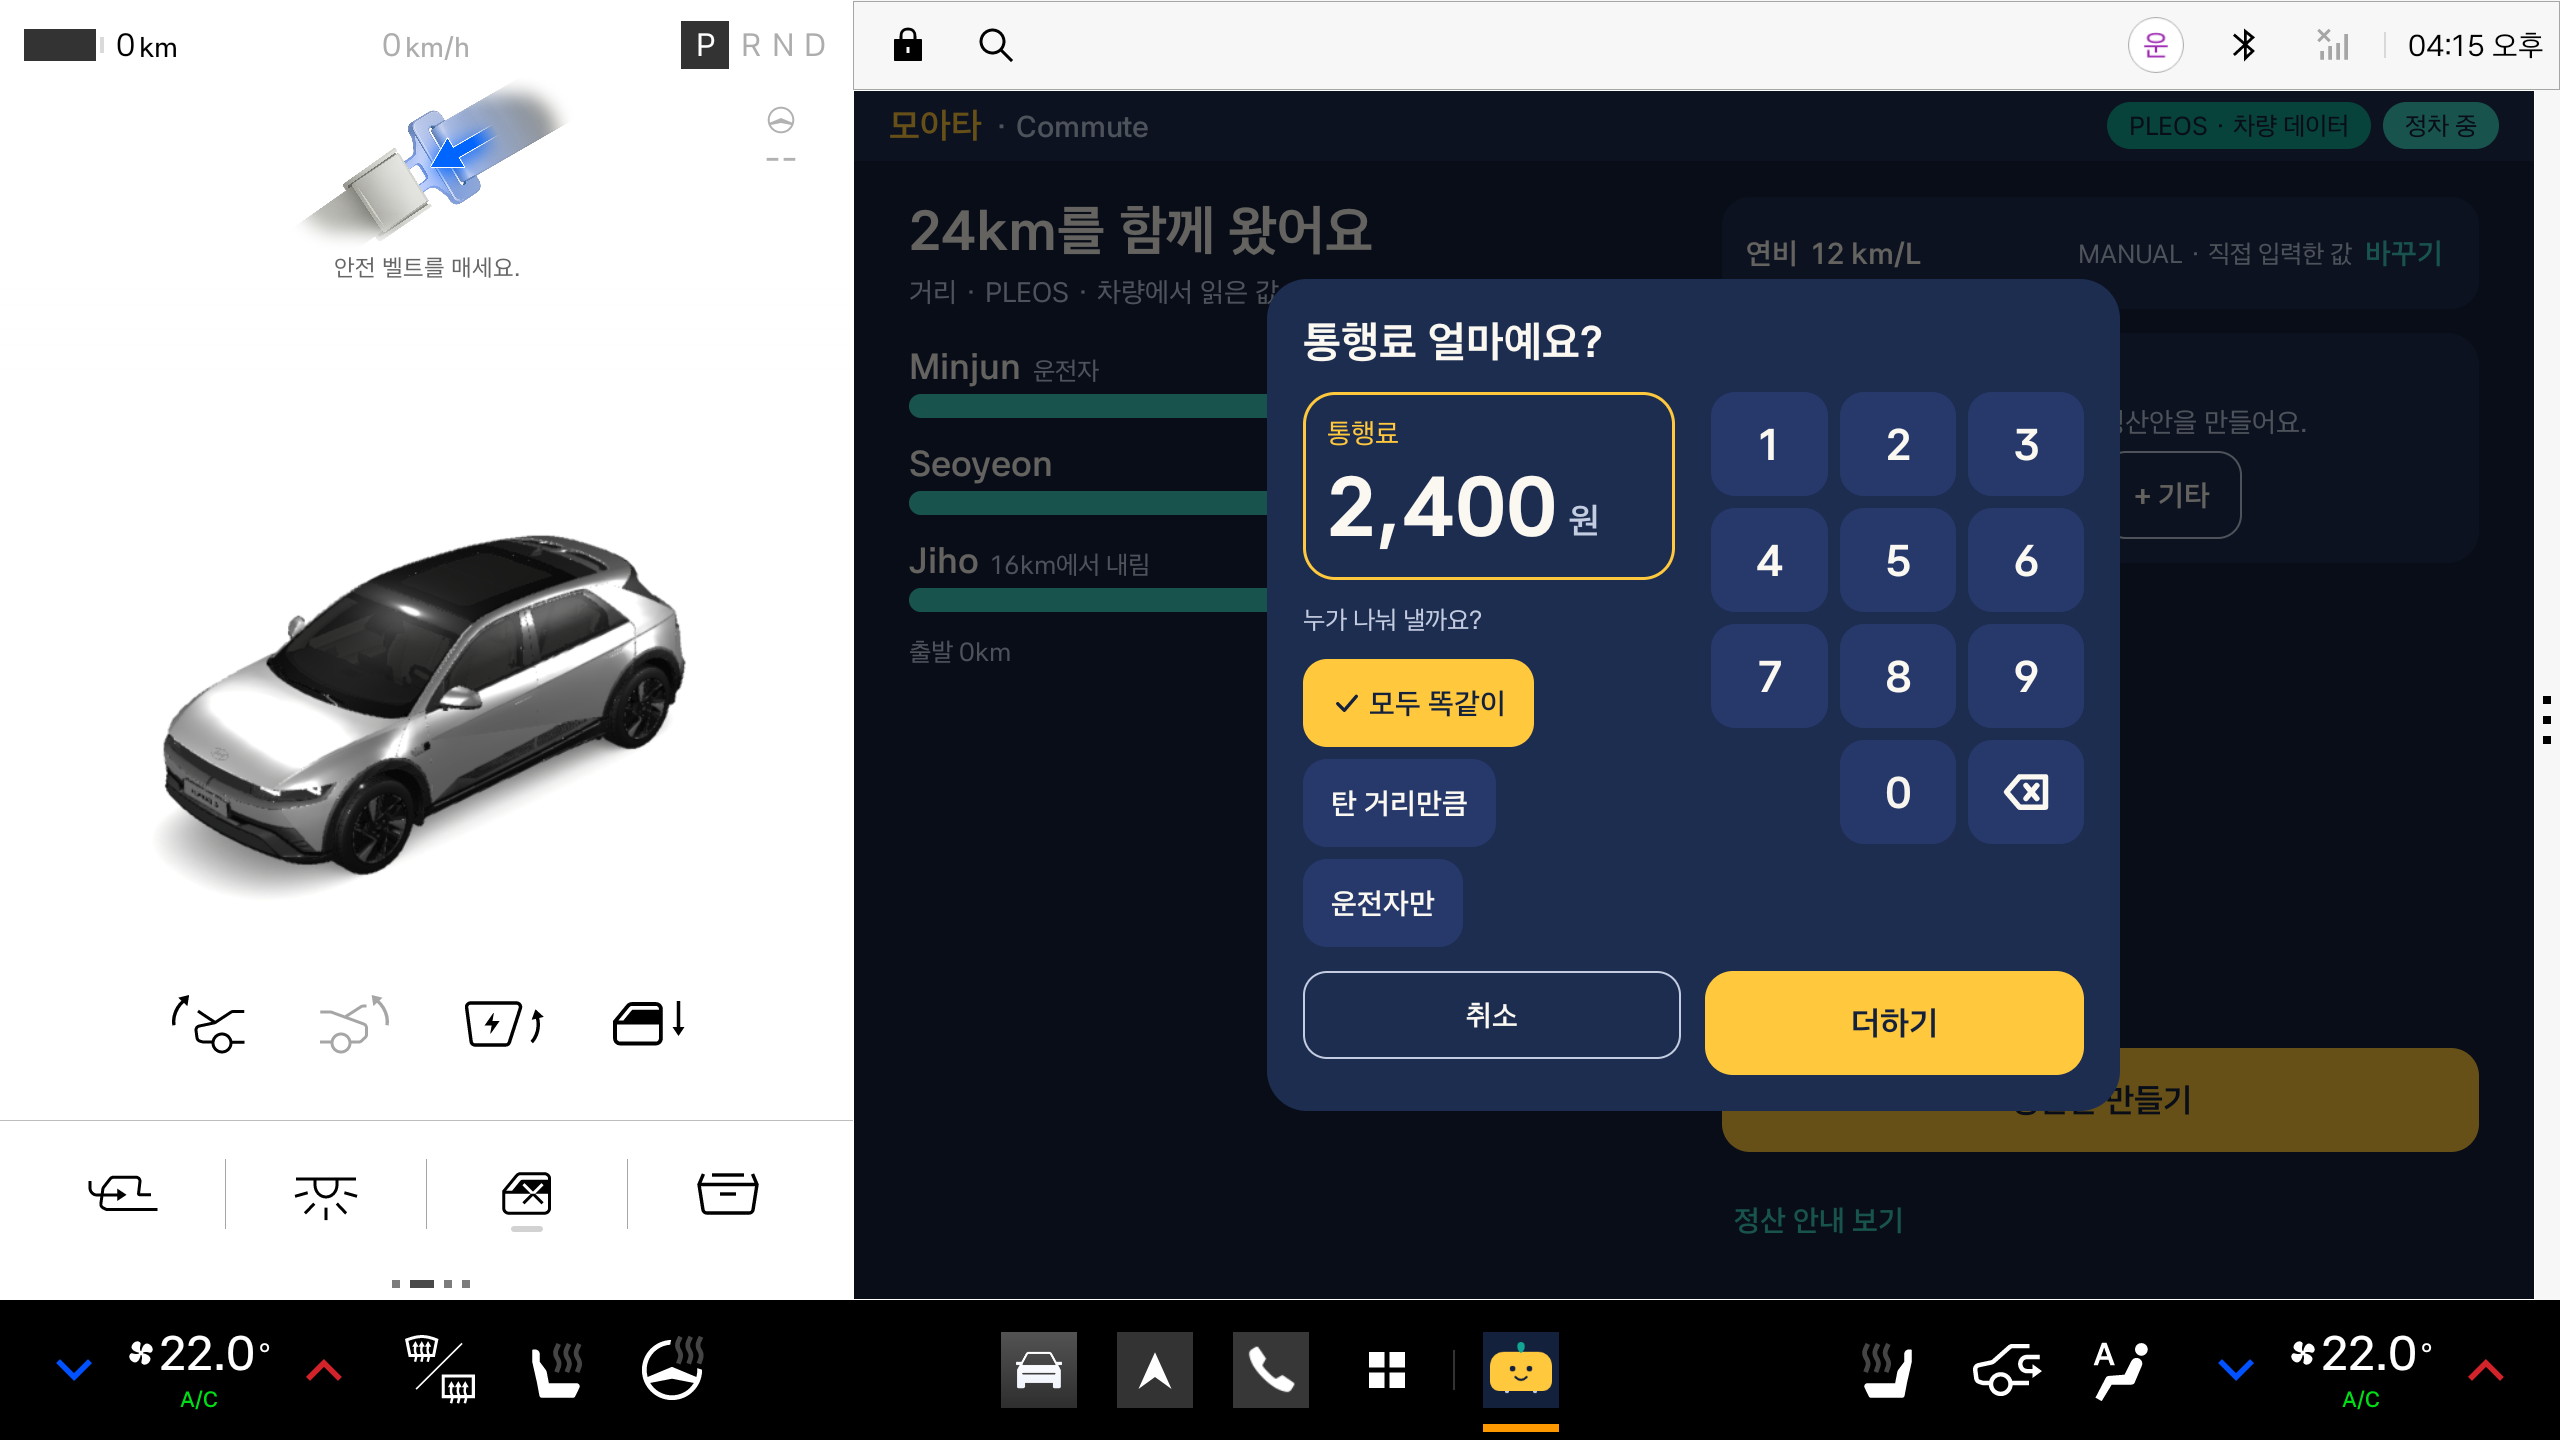 0 km
0 km/h
P R N D
안전 벨트를 매세요.
운
04:15 오후
모아타 · Commute
PLEOS · 차량 데이터
정차 중
24km를 함께 왔어요
거리 · PLEOS · 차량에서 읽은 값
Minjun 운전자
Seoyeon
Jiho 16km에서 내림
출발 0km
연비 12 km/L
MANUAL · 직접 입력한 값 바꾸기
만들어요.
+ 기타
만들기
정산 안내 보기
통행료 얼마예요?
통행료
2,400 원
누가 나눠 낼까요?
모두 똑같이
탄 거리만큼
운전자만
1 2 3
4 5 6
7 8 9
0
취소
더하기
22.0°
A/C
A
22.0°
A/C